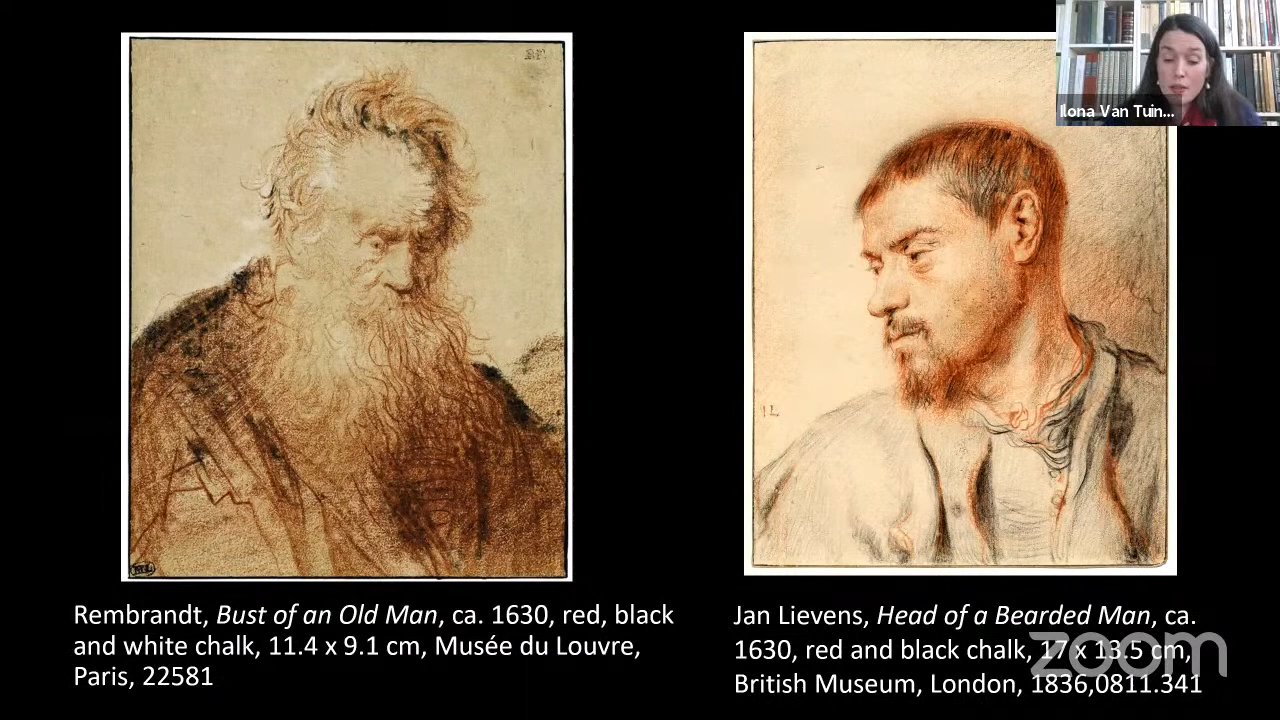 Ilona Van Tuin...
IL
Rembrandt, Bust of an Old Man, ca. 1630, red, black
and white chalk, 11.4 x 9.1 cm, Musée du Louvre,
Paris, 22581
Jan Lievens, Head of a Bearded Man, ca.
1630, red and black chalk, 17 x 13.5 cm,
British Museum, London, 1836,0811.341
zoom